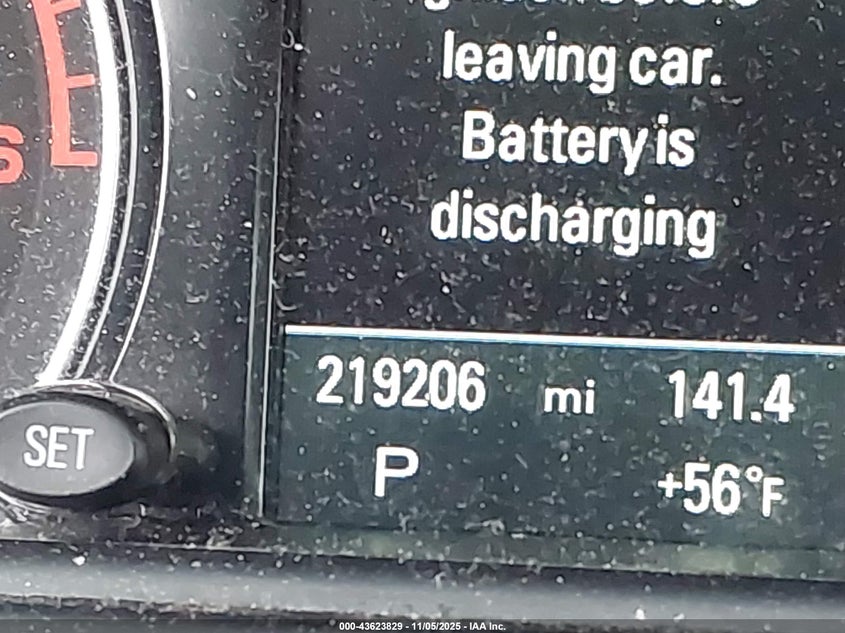 leaving car.
Battery is
discharging
219206 mi 141.4
P +56°F
SET
000-43623829 - 11/05/2025 - IAA Inc.